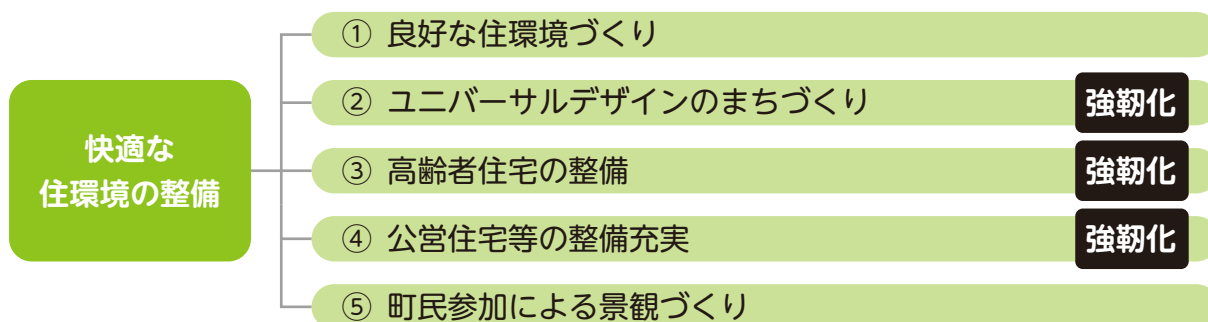 快適な
住環境の整備
① 良好な住環境づくり
② ユニバーサルデザインのまちづくり 強靭化
③ 高齢者住宅の整備 強靭化
④ 公営住宅等の整備充実 強靭化
⑤ 町民参加による景観づくり